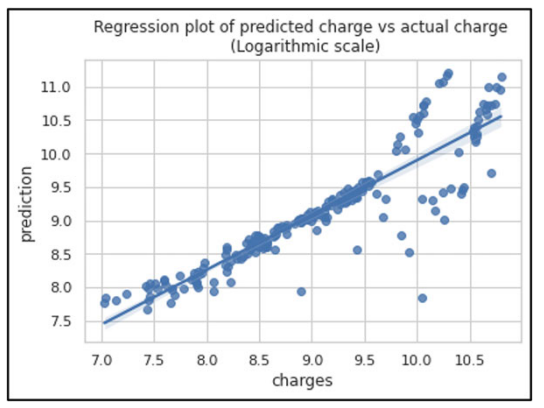 Regression plot of predicted charge vs actual charge
(Logarithmic scale)
11.0
10.5
10.0
9.5
9.0
8.5
8.0
7.5
prediction
7.0 7.5 8.0 8.5 9.0 9.5 10.0 10.5
charges